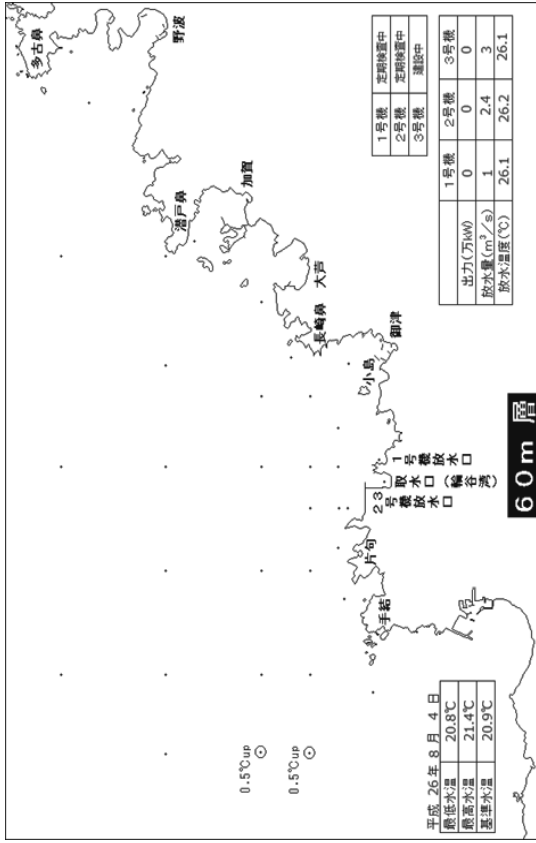 多古鼻
野波
潜戸鼻
加賀
大芦
長崎鼻
御津
小島
1号機放水口
取水口(輪谷湾)
2 3号機放水口
片句
手結
0.5℃up
0.5℃up
1号機 定期検査中
2号機 定期検査中
3号機 建設中
1号機 2号機 3号機
出力(万kW) 0 0 0
放水量(m³/s) 1 2.4 3
放水温度(℃) 26.1 26.2 26.1
60m 層
平成 26年 8月 4日
最低水温 20.8℃
最高水温 21.4℃
基準水温 20.9℃